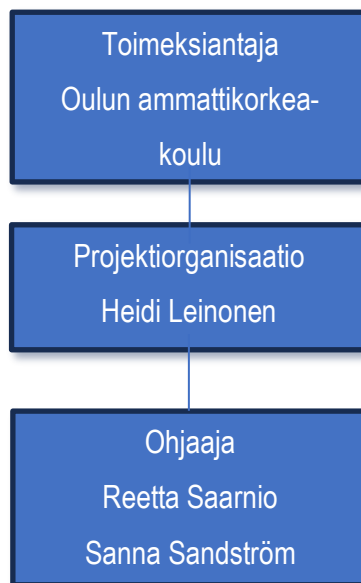 Toimeksiantaja
Oulun ammattikorkea-
koulu
Projektiorganisaatio
Heidi Leinonen
Ohjaaja
Reetta Saarnio
Sanna Sandström